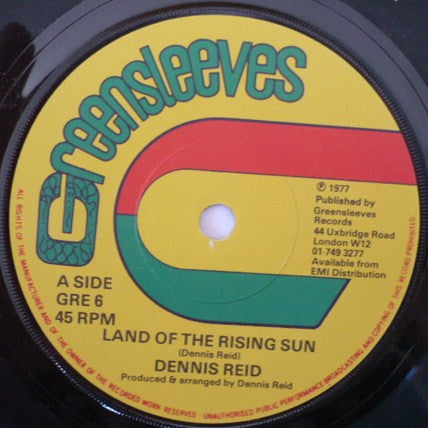 Greensleeves
℗ 1977
Published by
Greensleeves
Records
44 Uxbridge Road
London W12
01-749 3277
Available from
EMI Distribution
A SIDE
GRE 6
45 RPM
LAND OF THE RISING SUN
(Dennis Reid)
DENNIS REID
Produced & arranged by Dennis Reid
ALL RIGHTS OF THE MANUFACTURER AND OF THE OWNER OF THE RECORDED WORK RESERVED · UNAUTHORISED PUBLIC PERFORMANCE BROADCASTING AND COPYING OF THIS RECORD PROHIBITED.